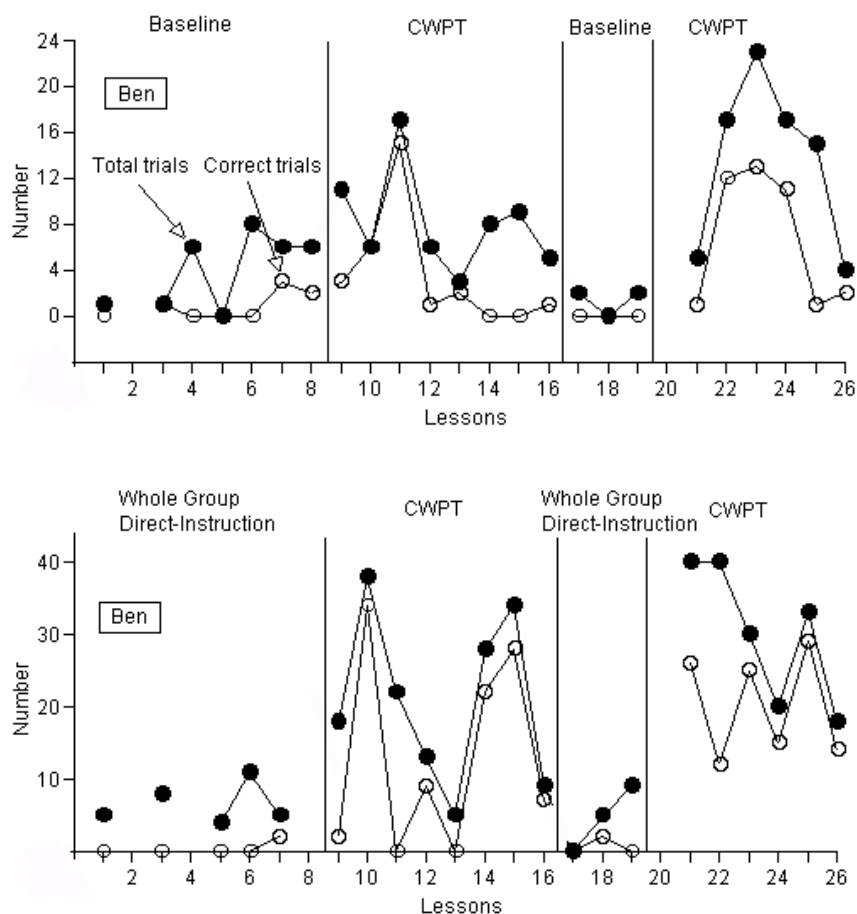 Baseline CWPT Baseline CWPT
24
20
16
12
8
4
0
Number
Ben
Total trials Correct trials
2 4 6 8 10 12 14 16 18 20 22 24 26
Lessons
Whole Group
Direct-Instruction
CWPT
Whole Group
Direct-Instruction
CWPT
40
30
20
10
Number
Ben
2 4 6 8 10 12 14 16 18 20 22 24 26
Lessons